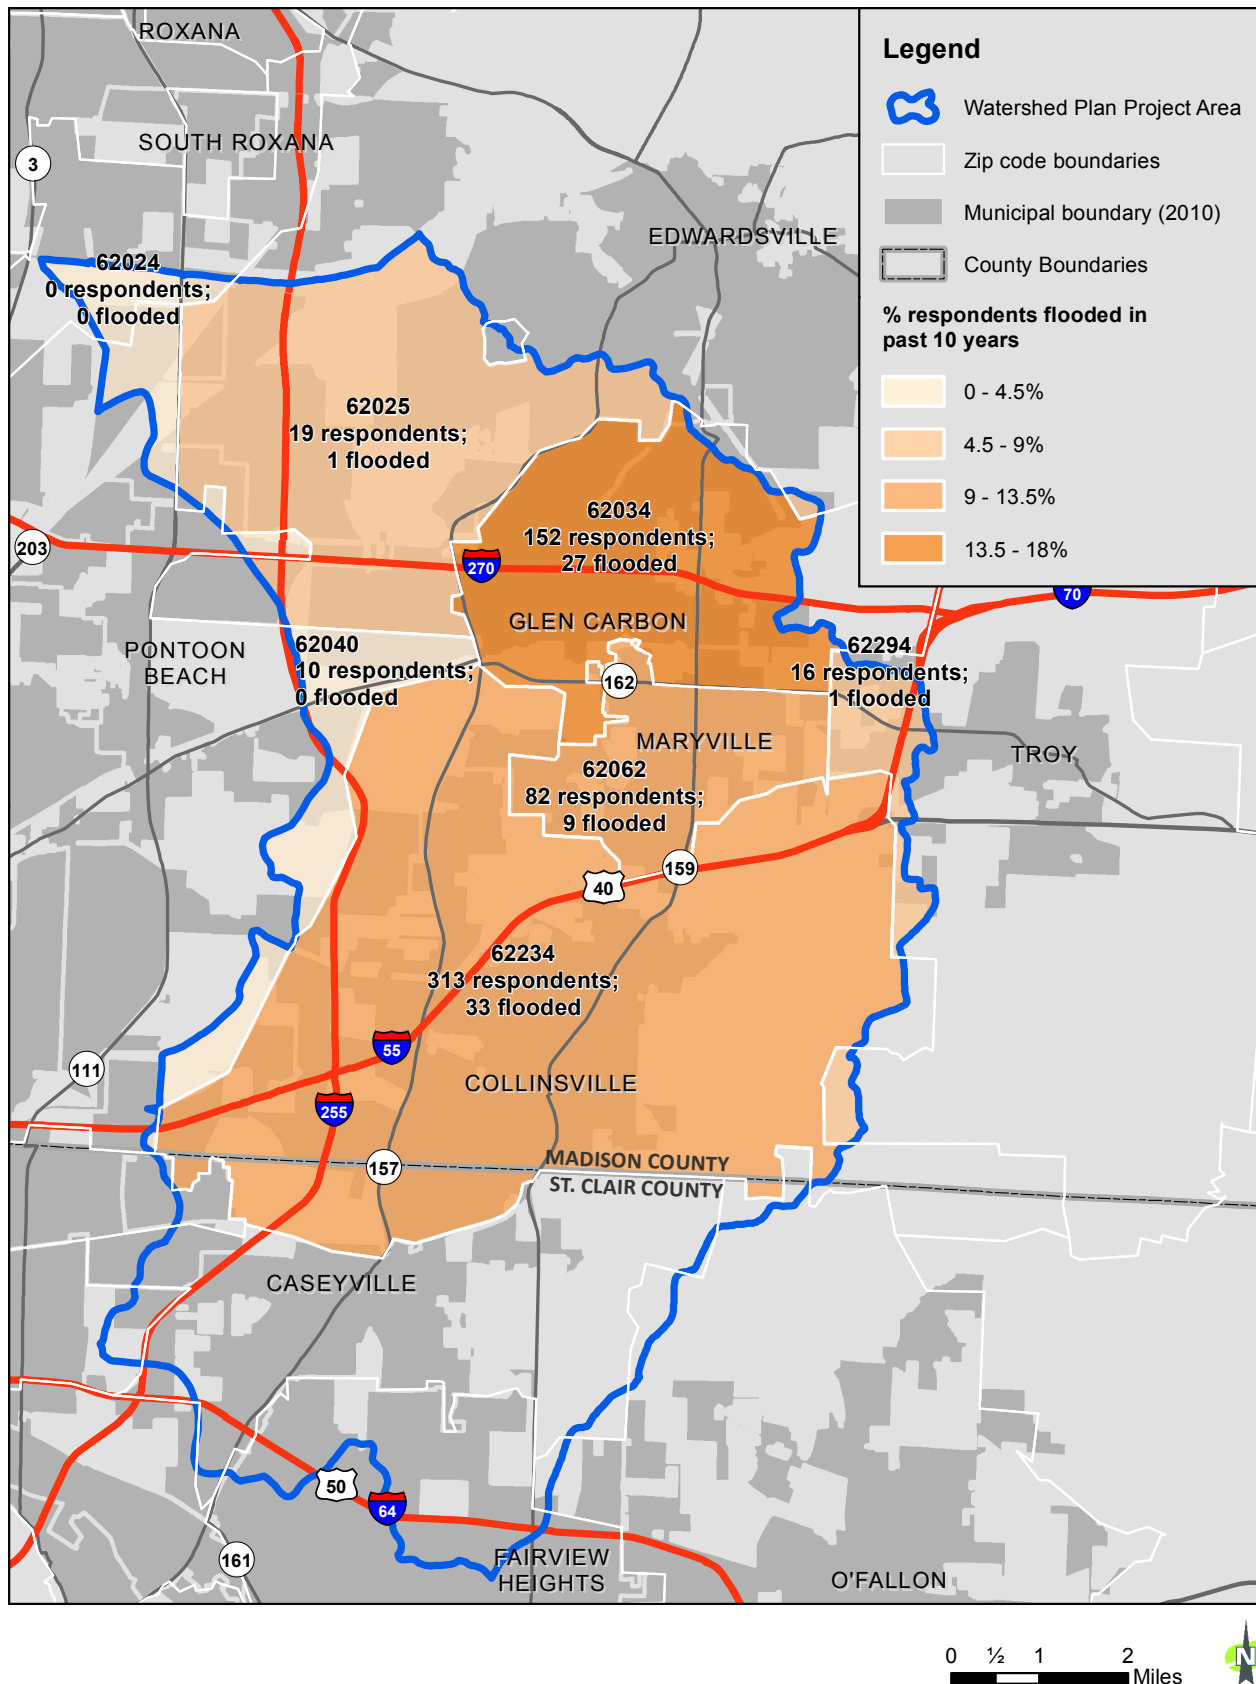 ROXANA
SOUTH ROXANA
3
EDWARDSVILLE
62024
0 respondents;
0 flooded
62025
19 respondents;
1 flooded
62034
152 respondents;
27 flooded
203
270
70
GLEN CARBON
PONTOON
BEACH
62040
10 respondents;
0 flooded
162
62294
16 respondents;
1 flooded
MARYVILLE
TROY
62062
82 respondents;
9 flooded
159
40
62234
313 respondents;
33 flooded
55
111
COLLINSVILLE
255
157
MADISON COUNTY
ST. CLAIR COUNTY
CASEYVILLE
50
64
161
FAIRVIEW
HEIGHTS
O'FALLON
Legend
Watershed Plan Project Area
Zip code boundaries
Municipal boundary (2010)
County Boundaries
% respondents flooded in
past 10 years
0 - 4.5%
4.5 - 9%
9 - 13.5%
13.5 - 18%
0 ½ 1 2
Miles
N